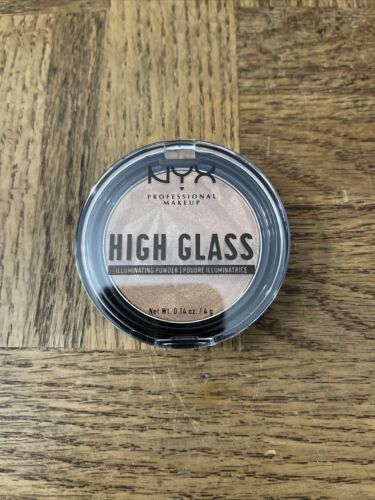 NYX
PROFESSIONAL
MAKEUP
HIGH GLASS
ILLUMINATING POWDER | POUDRE ILLUMINATRICE
Net Wt. 0.14 oz. / 4 g